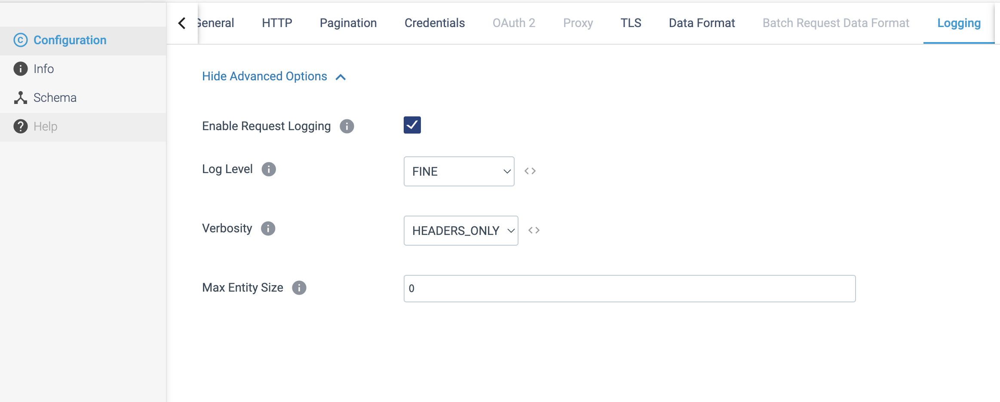 General HTTP Pagination Credentials OAuth 2 Proxy TLS Data Format Batch Request Data Format Logging
Configuration
Info
Schema
Help
Hide Advanced Options
Enable Request Logging
Log Level FINE
Verbosity HEADERS_ONLY
Max Entity Size 0